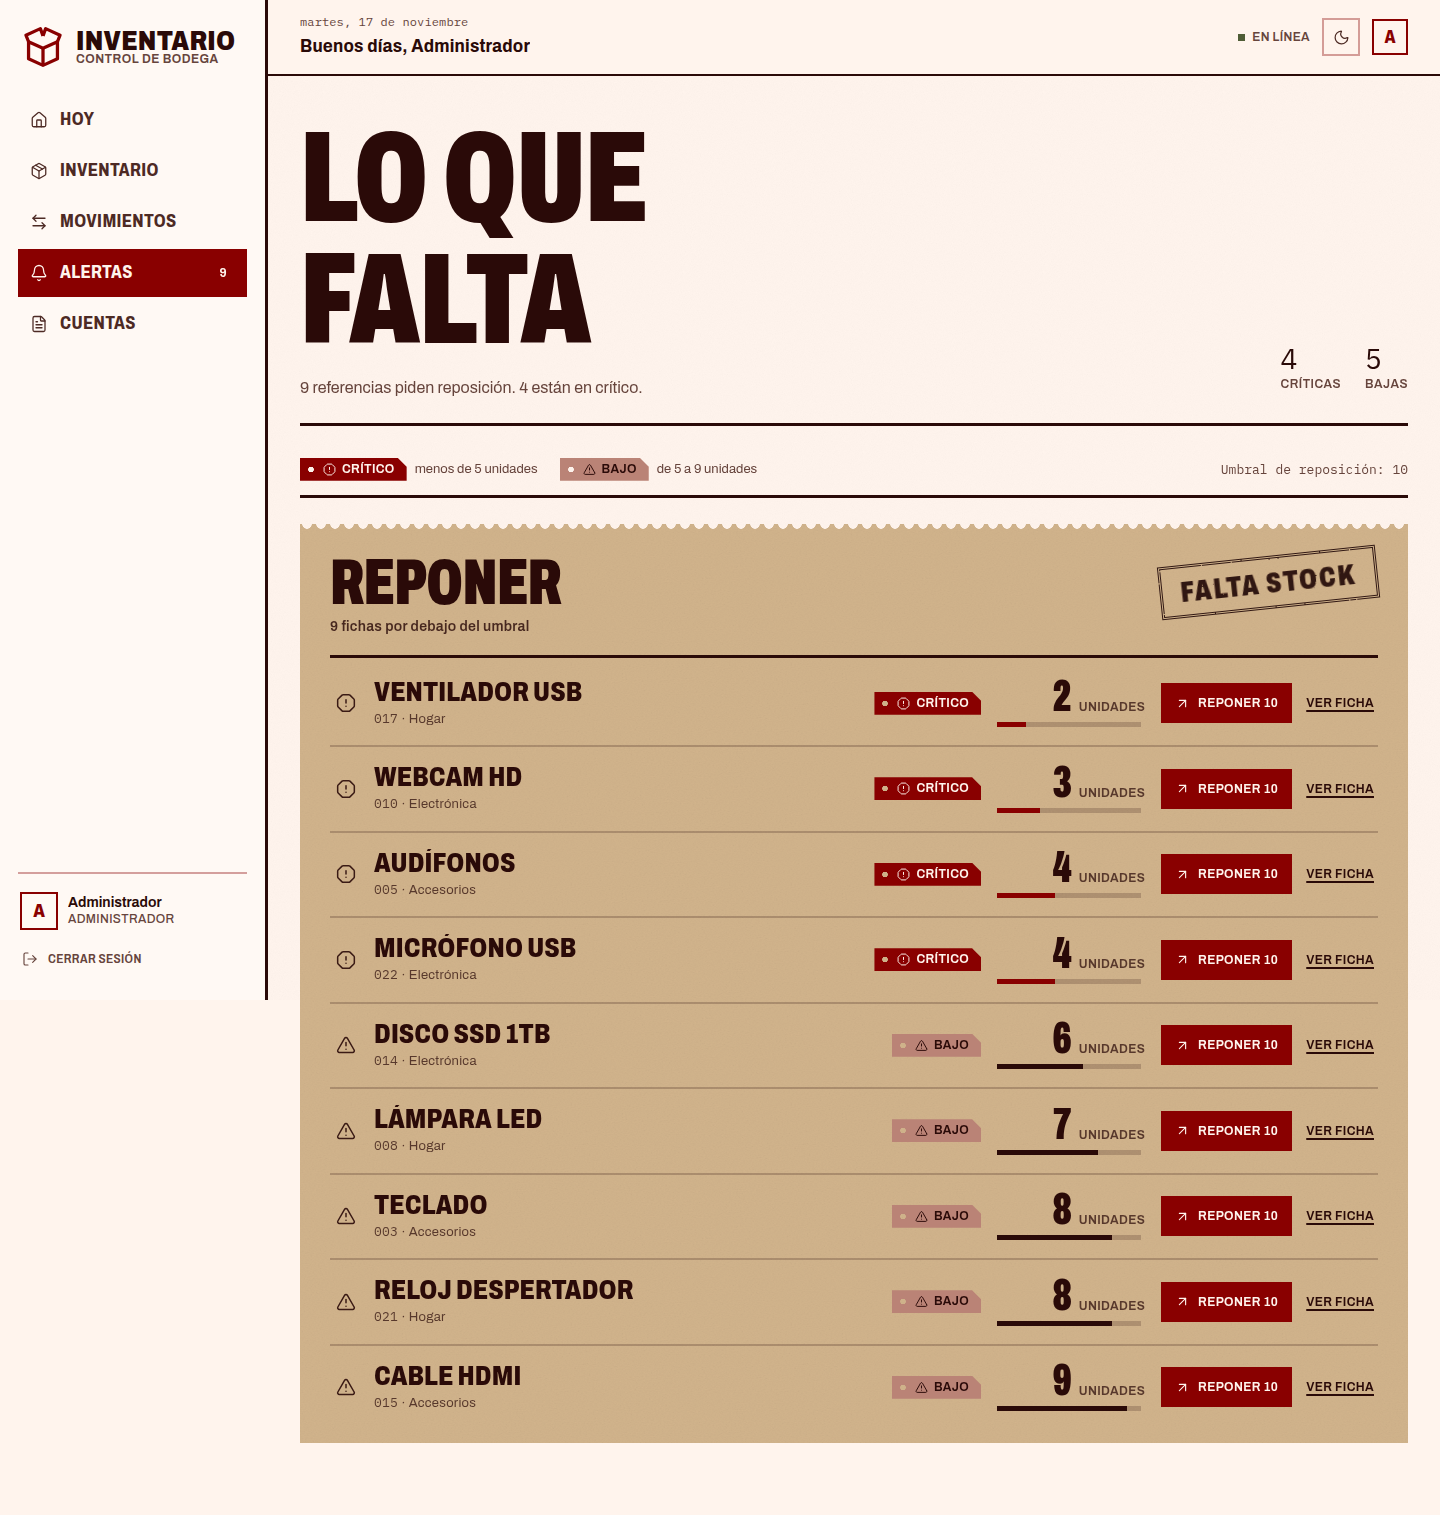 INVENTARIO
CONTROL DE BODEGA
HOY
INVENTARIO
MOVIMIENTOS
ALERTAS 9
CUENTAS
Administrador
A
ADMINISTRADOR
CERRAR SESIÓN
martes, 17 de noviembre
Buenos días, Administrador
EN LÍNEA
A
LO QUE
FALTA
9 referencias piden reposición. 4 están en crítico.
4 5
CRÍTICAS BAJAS
CRÍTICO menos de 5 unidades BAJO de 5 a 9 unidades Umbral de reposición: 10
REPONER
9 fichas por debajo del umbral
FALTA STOCK
VENTILADOR USB
017 · Hogar
CRÍTICO 2 UNIDADES REPONER 10 VER FICHA
WEBCAM HD
010 · Electrónica
CRÍTICO 3 UNIDADES REPONER 10 VER FICHA
AUDÍFONOS
005 · Accesorios
CRÍTICO 4 UNIDADES REPONER 10 VER FICHA
MICRÓFONO USB
022 · Electrónica
CRÍTICO 4 UNIDADES REPONER 10 VER FICHA
DISCO SSD 1TB
014 · Electrónica
BAJO 6 UNIDADES REPONER 10 VER FICHA
LÁMPARA LED
008 · Hogar
BAJO 7 UNIDADES REPONER 10 VER FICHA
TECLADO
003 · Accesorios
BAJO 8 UNIDADES REPONER 10 VER FICHA
RELOJ DESPERTADOR
021 · Hogar
BAJO 8 UNIDADES REPONER 10 VER FICHA
CABLE HDMI
015 · Accesorios
BAJO 9 UNIDADES REPONER 10 VER FICHA